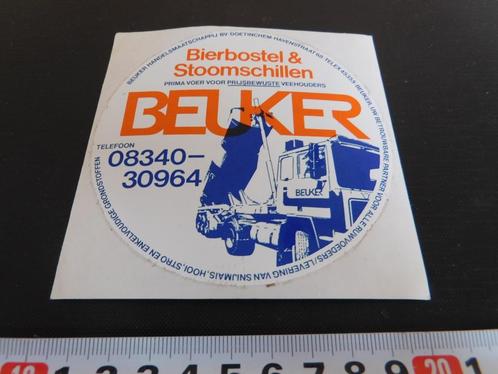 BEUKER HANDELSMAATSCHAPPIJ BV DOETINCHEM HAVENSTRAAT 60 TELEX 45359 BEUKER, UW BETROUWBARE PARTNER VOOR ALLE RUWVOEDERS/LEVERING VAN SNIJMAIS, HOOI, STRO EN ENKELVOUDIGE GRONDSTOFFEN
Bierbostel &
Stoomschillen
PRIMA VOER VOOR PRIJSBEWUSTE VEEHOUDERS
BEUKER
TELEFOON
08340-
30964
BEUKER
10 1 2 3 4 5 6 7 8 9 20 1